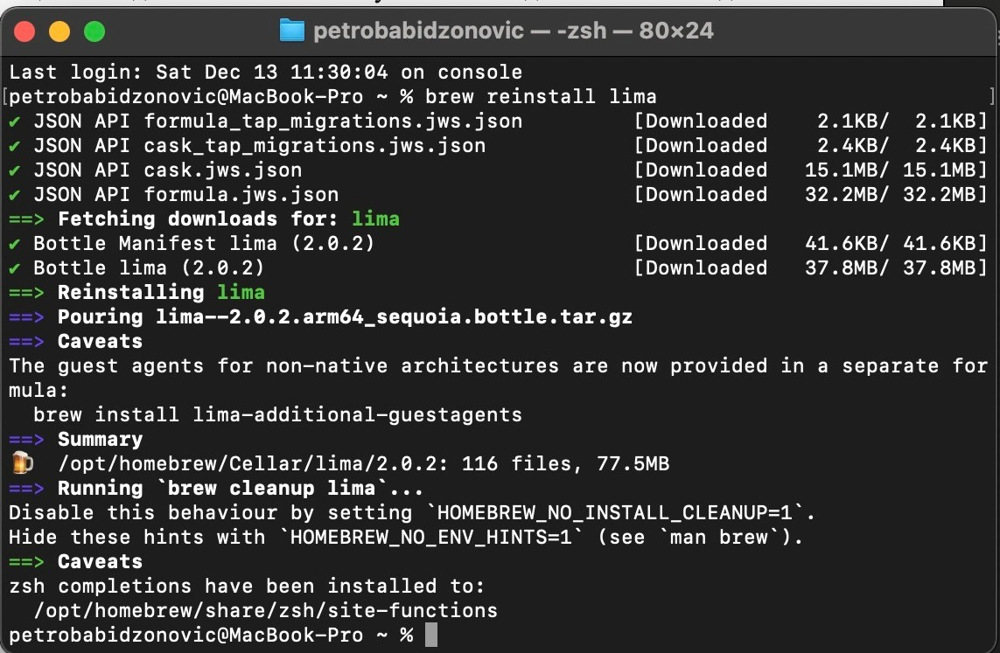 petrobabidzonovic — -zsh — 80×24
Last login: Sat Dec 13 11:30:04 on console
[petrobabidzonovic@MacBook-Pro ~ % brew reinstall lima ]
✔ JSON API formula_tap_migrations.jws.json [Downloaded 2.1KB/ 2.1KB]
✔ JSON API cask_tap_migrations.jws.json [Downloaded 2.4KB/ 2.4KB]
✔ JSON API cask.jws.json [Downloaded 15.1MB/ 15.1MB]
✔ JSON API formula.jws.json [Downloaded 32.2MB/ 32.2MB]
==> Fetching downloads for: lima
✔ Bottle Manifest lima (2.0.2) [Downloaded 41.6KB/ 41.6KB]
✔ Bottle lima (2.0.2) [Downloaded 37.8MB/ 37.8MB]
==> Reinstalling lima
==> Pouring lima--2.0.2.arm64_sequoia.bottle.tar.gz
==> Caveats
The guest agents for non-native architectures are now provided in a separate for
mula:
  brew install lima-additional-guestagents
==> Summary
🍺  /opt/homebrew/Cellar/lima/2.0.2: 116 files, 77.5MB
==> Running `brew cleanup lima`...
Disable this behaviour by setting `HOMEBREW_NO_INSTALL_CLEANUP=1`.
Hide these hints with `HOMEBREW_NO_ENV_HINTS=1` (see `man brew`).
==> Caveats
zsh completions have been installed to:
  /opt/homebrew/share/zsh/site-functions
petrobabidzonovic@MacBook-Pro ~ %